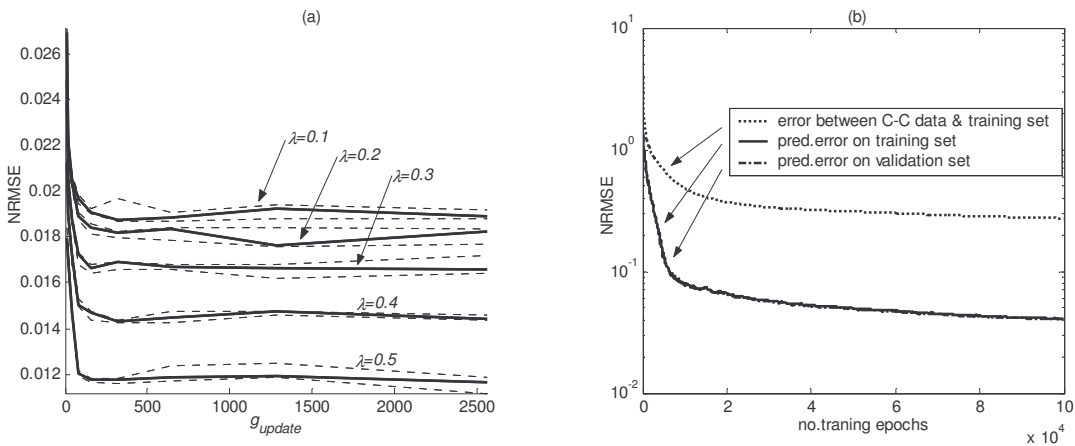 (a)
NRMSE
0.026
0.024
0.022
0.02
0.018
0.016
0.014
0.012
λ=0.1
λ=0.2
λ=0.3
λ=0.4
λ=0.5
0 500 1000 1500 2000 2500
g_update
(b)
NRMSE
10^1
10^0
10^-1
10^-2
error between C-C data & training set
pred.error on training set
pred.error on validation set
0 2 4 6 8 10
no.traning epochs
x 10^4